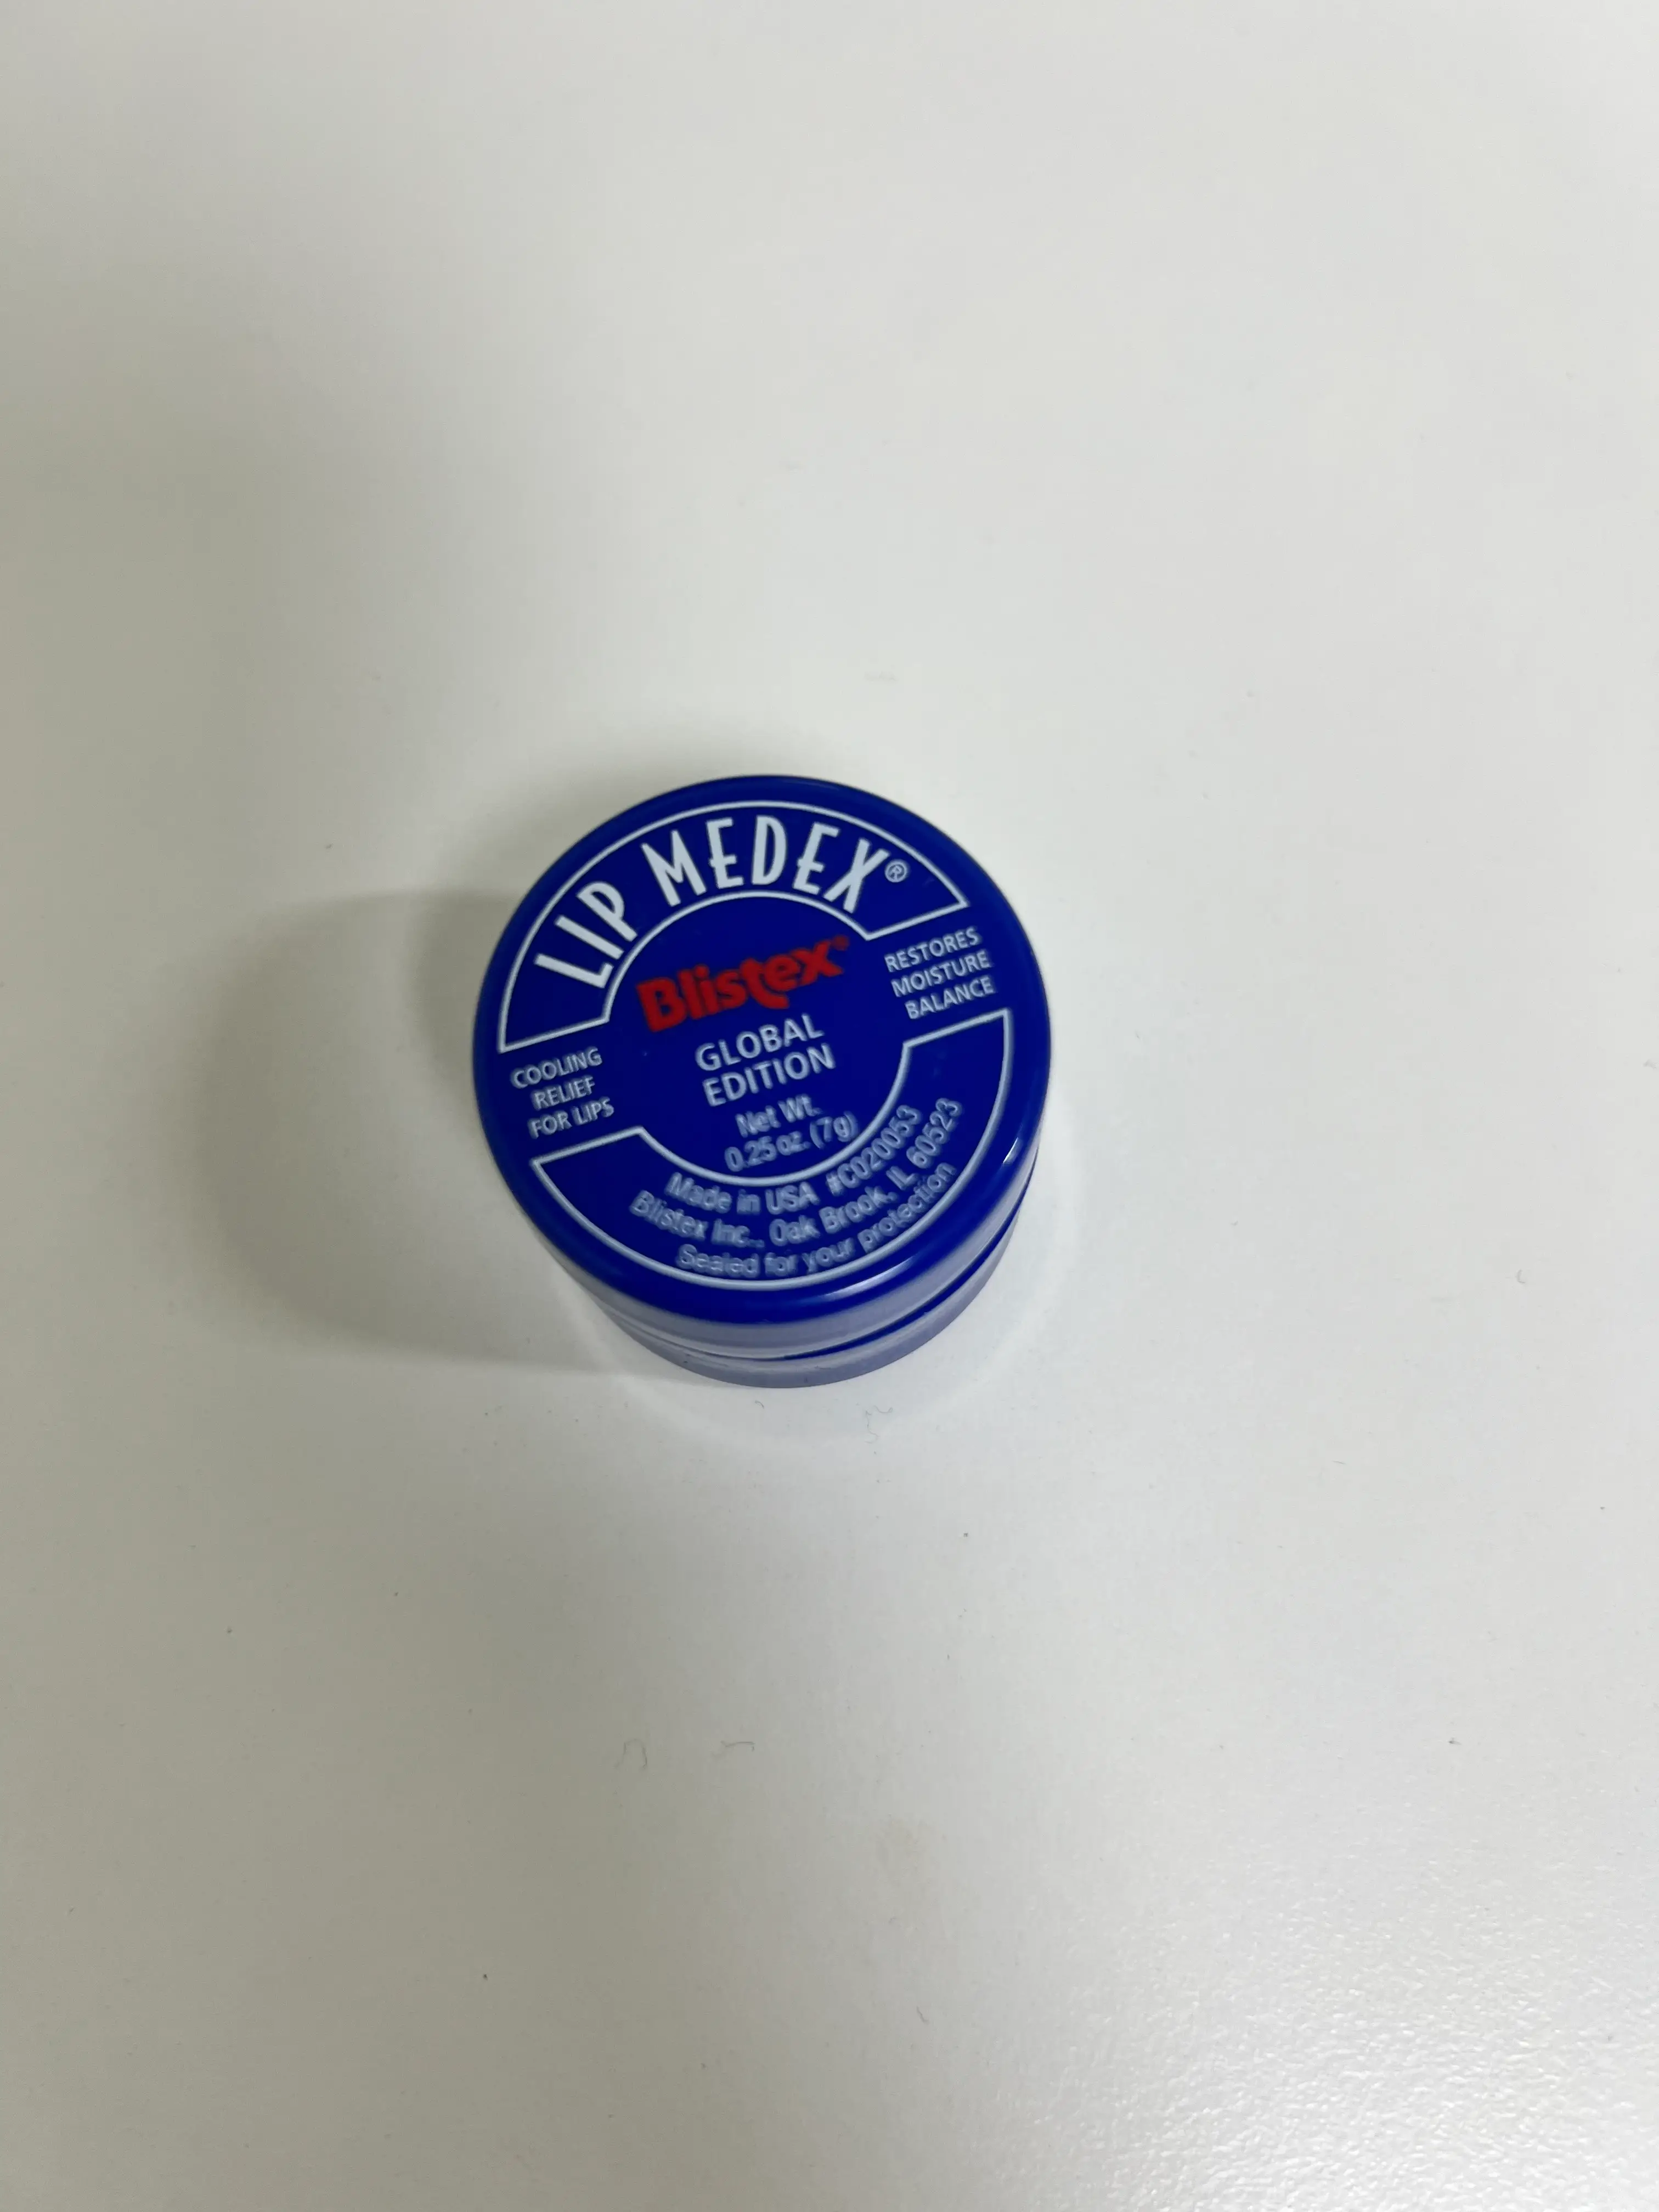 LIP MEDEX®
Blistex®
GLOBAL
EDITION
Net Wt.
0.25 oz. (7g)
COOLING
RELIEF
FOR LIPS
RESTORES
MOISTURE
BALANCE
Made in USA #C020053
Blistex Inc., Oak Brook, IL 60523
Sealed for your protection